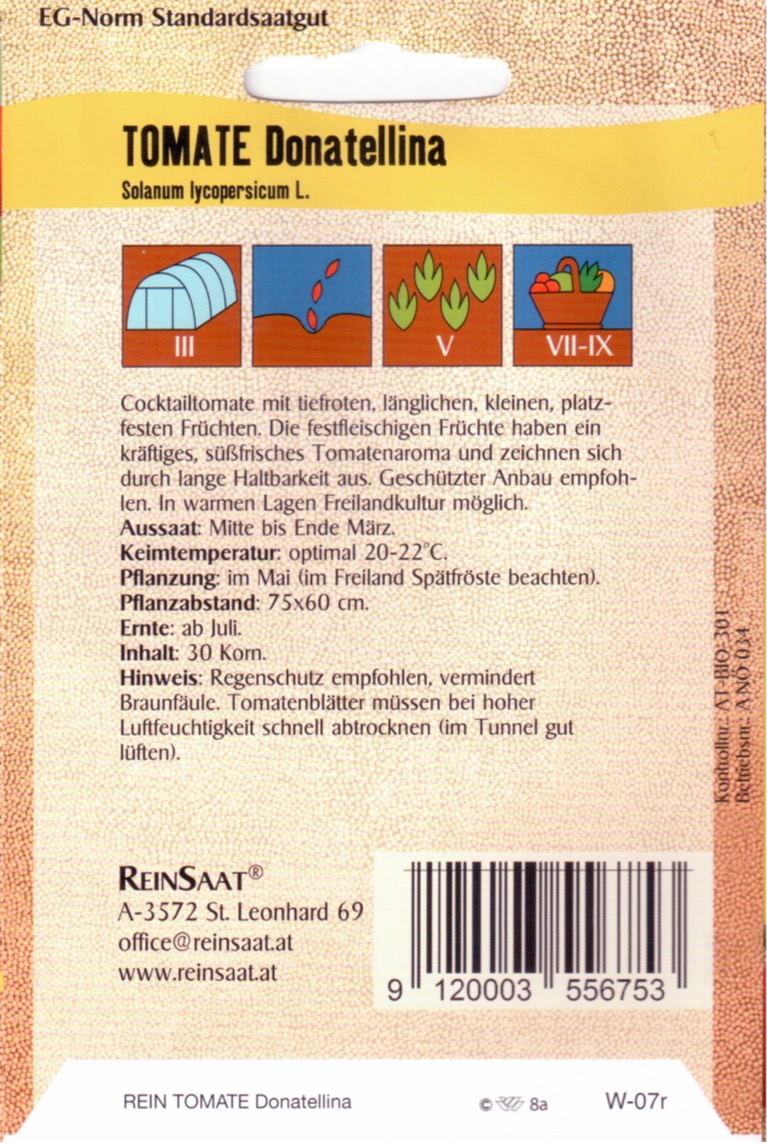 EG-Norm Standardsaatgut
TOMATE Donatellina
Solanum lycopersicum L.
III
V
VII-IX
Cocktailtomate mit tiefroten, länglichen, kleinen, platz-
festen Früchten. Die festfleischigen Früchte haben ein
kräftiges, süßfrisches Tomatenaroma und zeichnen sich
durch lange Haltbarkeit aus. Geschützter Anbau empfoh-
len. In warmen Lagen Freilandkultur möglich.
Aussaat: Mitte bis Ende März.
Keimtemperatur: optimal 20-22°C.
Pflanzung: im Mai (im Freiland Spätfröste beachten).
Pflanzabstand: 75x60 cm.
Ernte: ab Juli.
Inhalt: 30 Korn.
Hinweis: Regenschutz empfohlen, vermindert
Braunfäule. Tomatenblätter müssen bei hoher
Luftfeuchtigkeit schnell abtrocknen (im Tunnel gut
lüften).
Kontrollnr.: AT-BIO-301
Betriebsnr.: A NÖ 034
REINSAAT®
A-3572 St. Leonhard 69
office@reinsaat.at
www.reinsaat.at
9 120003 556753
REIN TOMATE Donatellina
© 8a
W-07r